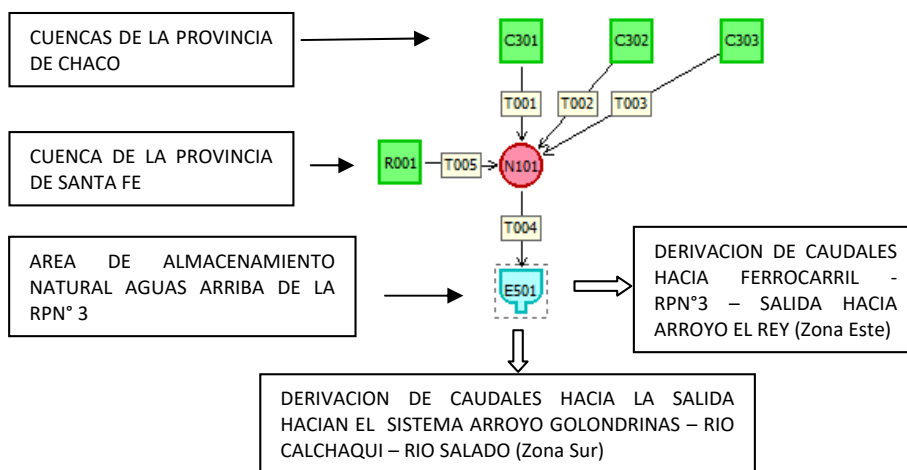 CUENCAS DE LA PROVINCIA
DE CHACO
C301
C302
C303
T001
T002
T003
CUENCA DE LA PROVINCIA
DE SANTA FE
R001
T005
N101
T004
AREA DE ALMACENAMIENTO
NATURAL AGUAS ARRIBA DE LA
RPN° 3
E501
DERIVACION DE CAUDALES
HACIA FERROCARRIL -
RPN°3 – SALIDA HACIA
ARROYO EL REY (Zona Este)
DERIVACION DE CAUDALES HACIA LA SALIDA
HACIAN EL SISTEMA ARROYO GOLONDRINAS – RIO
CALCHAQUI – RIO SALADO (Zona Sur)